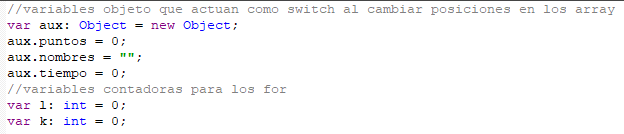 //variables objeto que actuan como switch al cambiar posiciones en los array
var aux: Object = new Object;
aux.puntos = 0;
aux.nombres = "";
aux.tiempo = 0;
//variables contadoras para los for
var l: int = 0;
var k: int = 0;